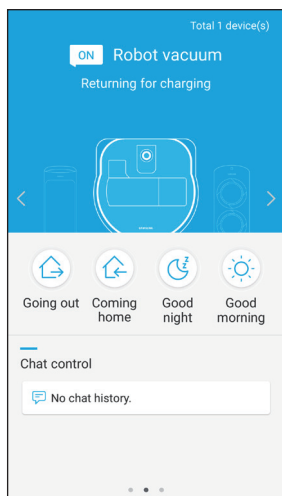 Total 1 device(s)
ON Robot vacuum
Returning for charging
Going out
Coming
home
Good
night
Good
morning
Chat control
No chat history.